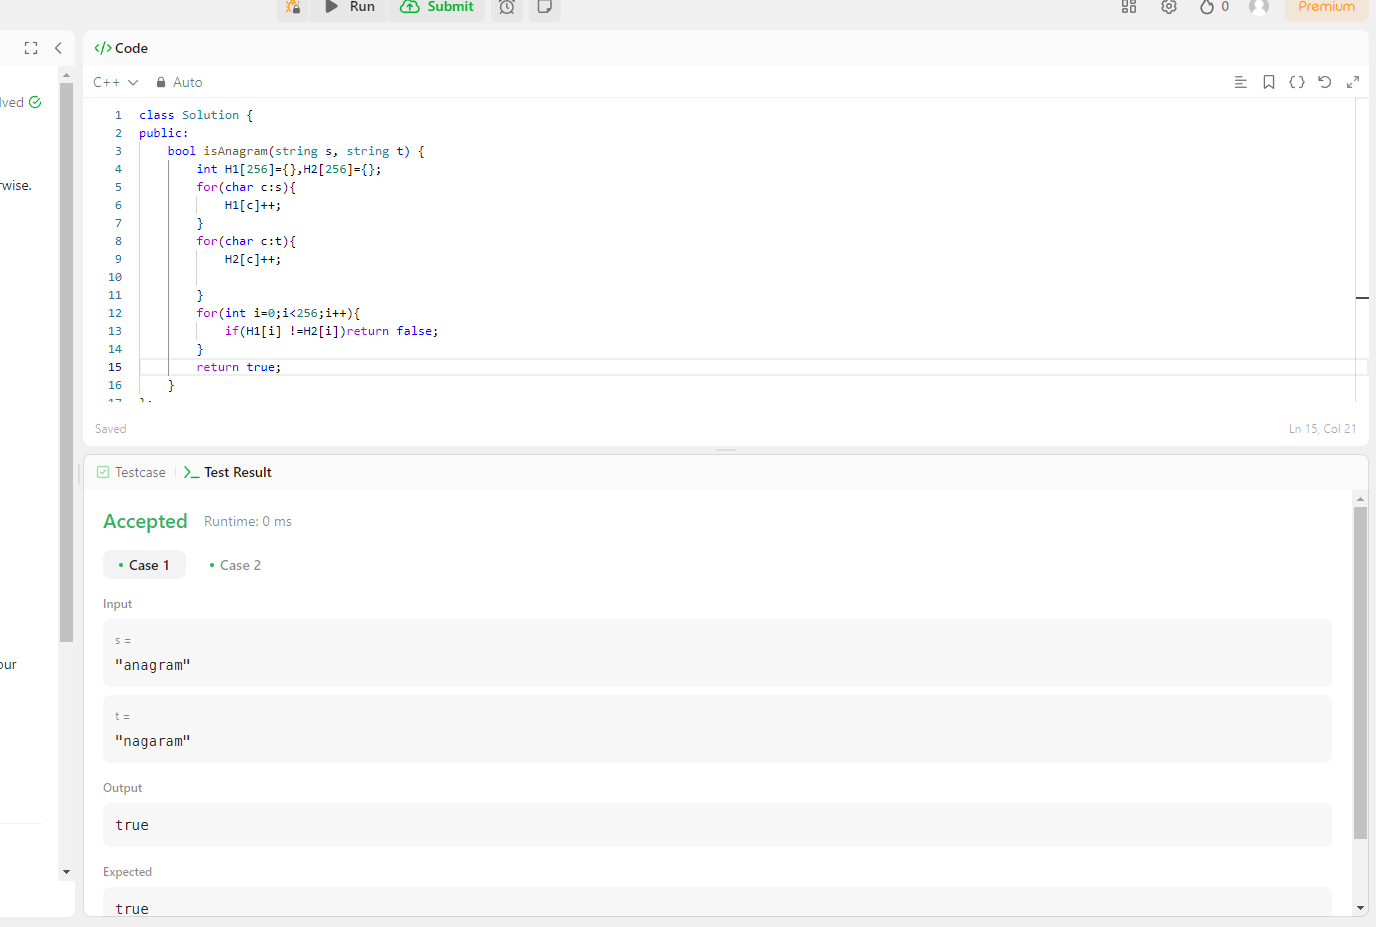 Run Submit 0 Premium
</> Code
C++ Auto
lved
wise.
our
1 class Solution {
2 public:
3 bool isAnagram(string s, string t) {
4 int H1[256]={},H2[256]={};
5 for(char c:s){
6 H1[c]++;
7 }
8 for(char c:t){
9 H2[c]++;
10
11 }
12 for(int i=0;i<256;i++){
13 if(H1[i] !=H2[i])return false;
14 }
15 return true;
16 }
17 };
Saved Ln 15, Col 21
Testcase >_ Test Result
Accepted Runtime: 0 ms
• Case 1 • Case 2
Input
s =
"anagram"
t =
"nagaram"
Output
true
Expected
true